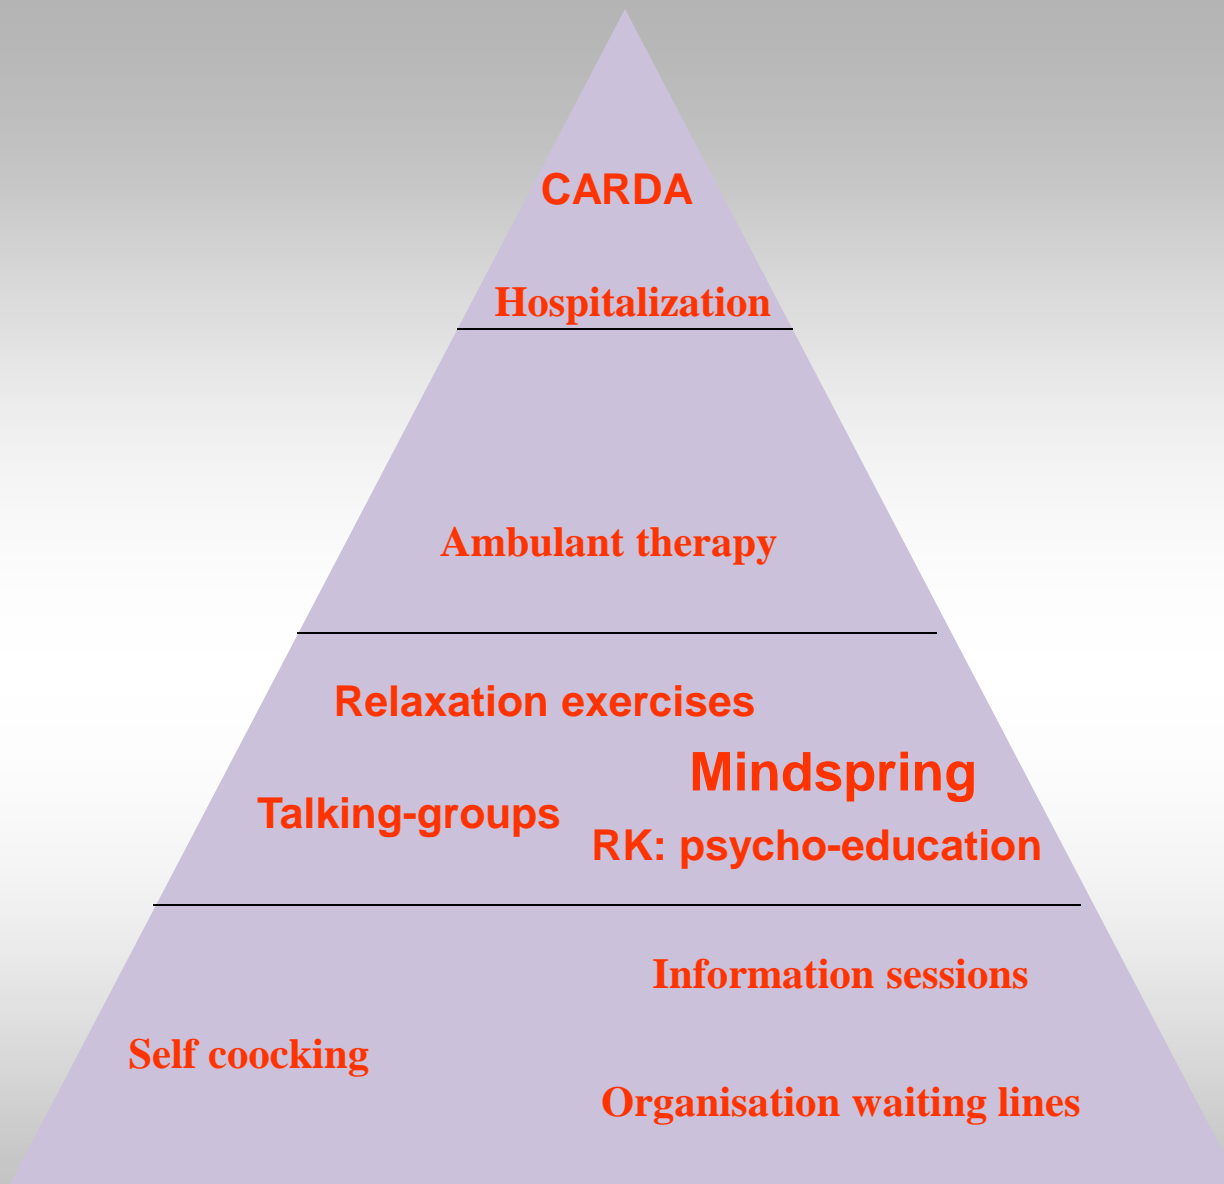 CARDA
Hospitalization
Ambulant therapy
Relaxation exercises
Mindspring
Talking-groups
RK: psycho-education
Information sessions
Self coocking
Organisation waiting lines